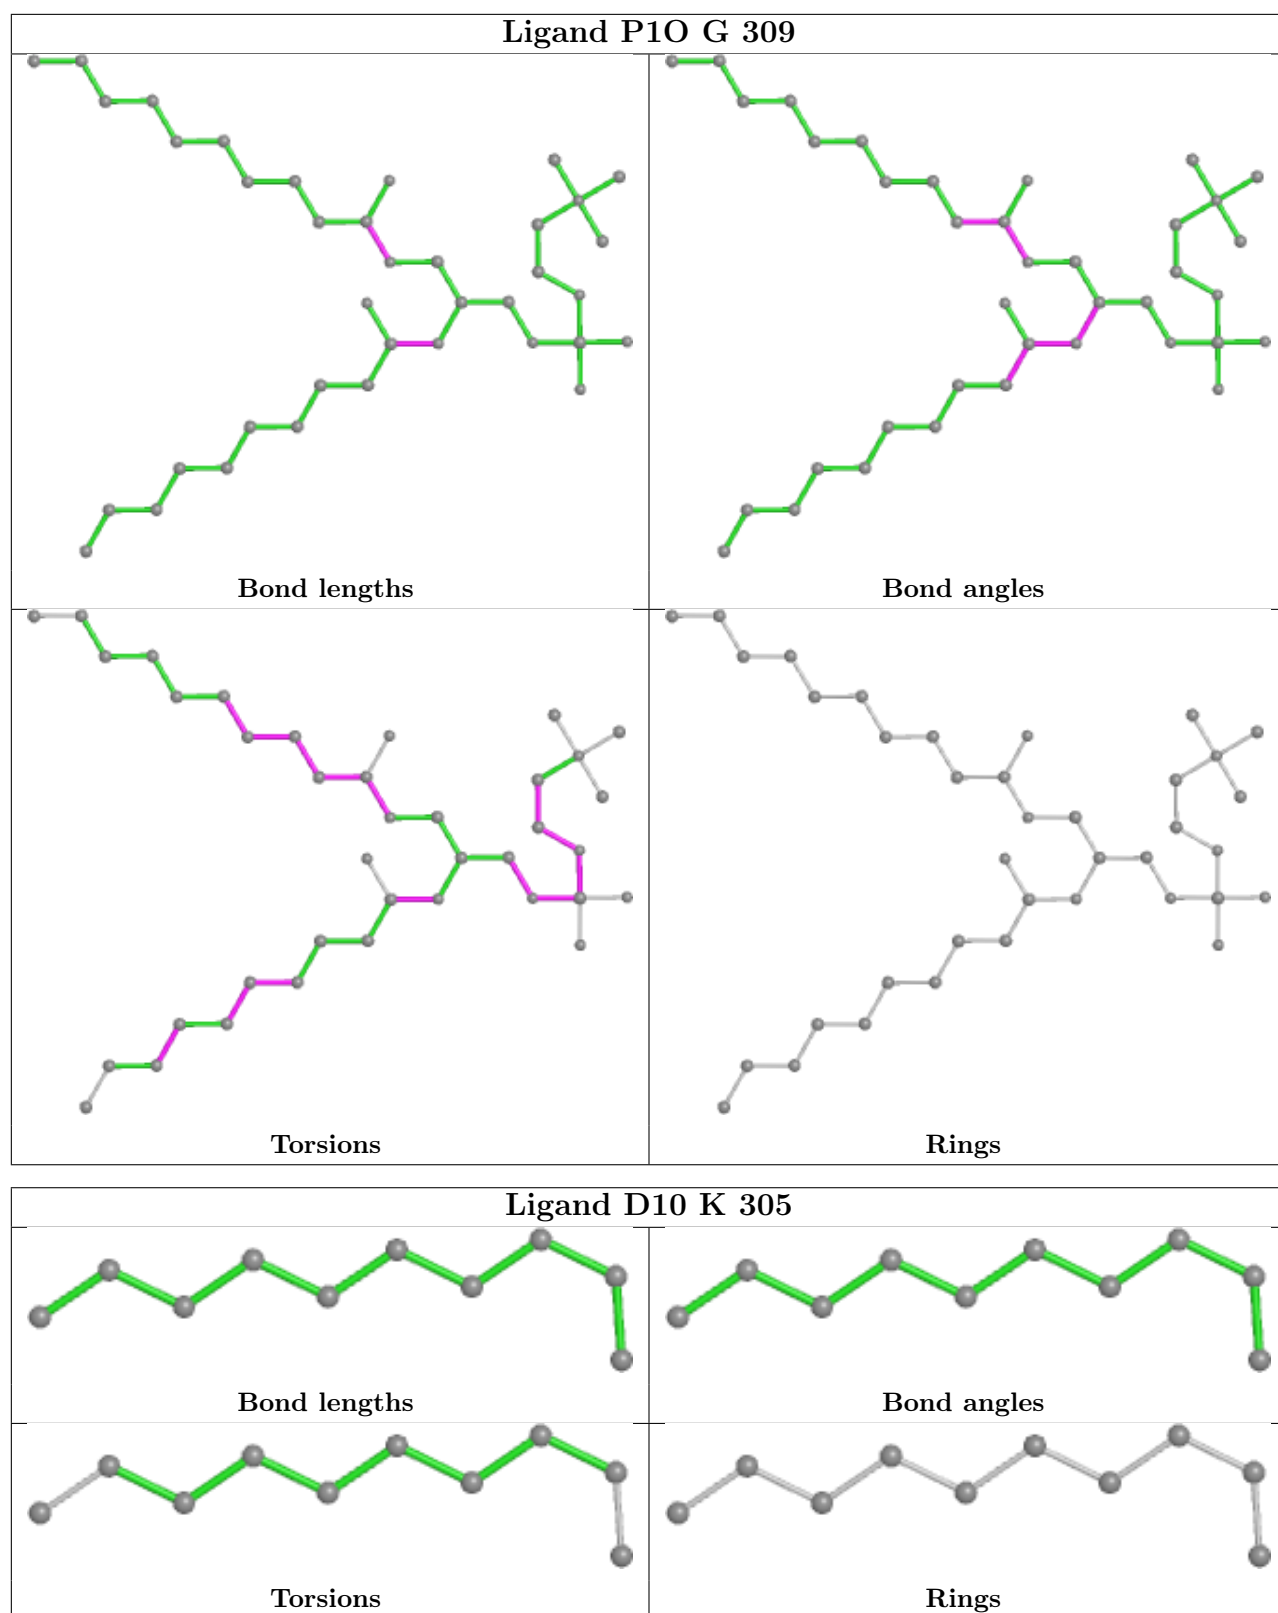 Ligand P1O G 309
Bond lengths
Bond angles
Torsions
Rings
Ligand D10 K 305
Bond lengths
Bond angles
Torsions
Rings